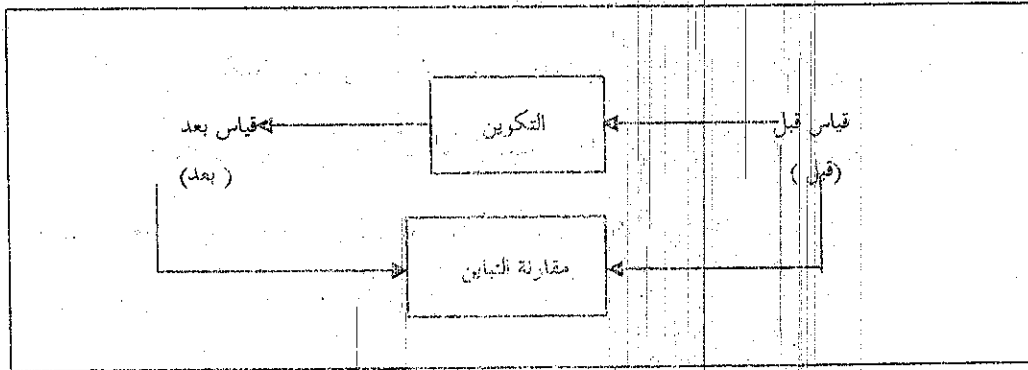 قياس قبل
(قبل )
التكوين
قياس بعد
( بعد)
مقارنة التباين